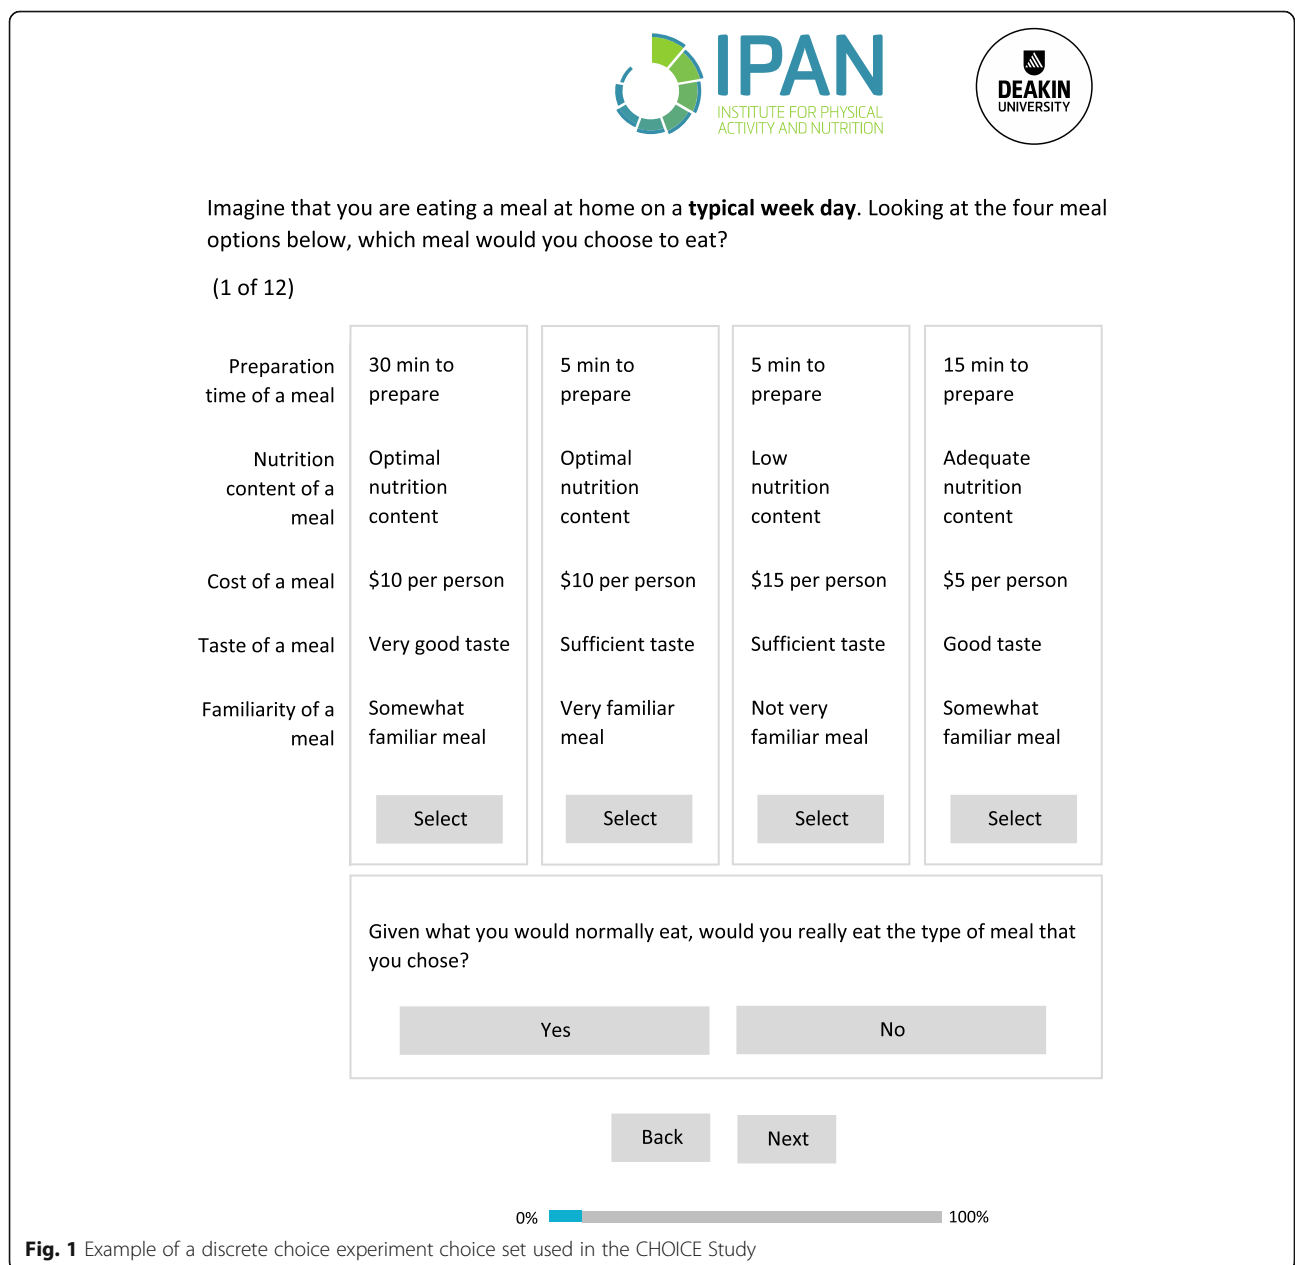 IPAN
INSTITUTE FOR PHYSICAL
ACTIVITY AND NUTRITION
DEAKIN
UNIVERSITY
Imagine that you are eating a meal at home on a typical week day. Looking at the four meal
options below, which meal would you choose to eat?
(1 of 12)
Preparation
time of a meal
30 min to
prepare
5 min to
prepare
5 min to
prepare
15 min to
prepare
Nutrition
content of a
meal
Optimal
nutrition
content
Optimal
nutrition
content
Low
nutrition
content
Adequate
nutrition
content
Cost of a meal
$10 per person
$10 per person
$15 per person
$5 per person
Taste of a meal
Very good taste
Sufficient taste
Sufficient taste
Good taste
Familiarity of a
meal
Somewhat
familiar meal
Very familiar
meal
Not very
familiar meal
Somewhat
familiar meal
Select
Select
Select
Select
Given what you would normally eat, would you really eat the type of meal that
you chose?
Yes
No
Back
Next
0%
100%
Fig. 1 Example of a discrete choice experiment choice set used in the CHOICE Study